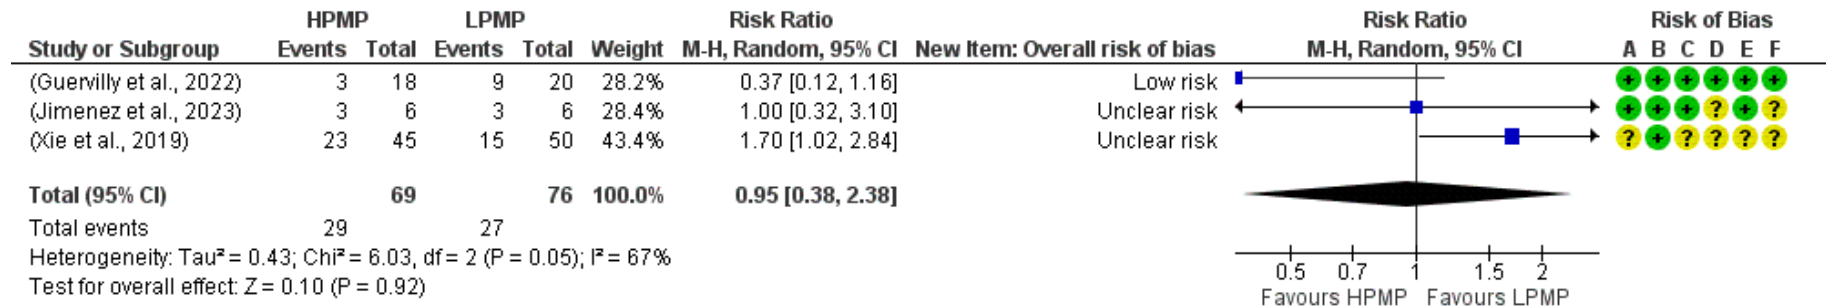 HPMP LPMP Risk Ratio Risk Ratio Risk of Bias
Study or Subgroup Events Total Events Total Weight M-H, Random, 95% CI New Item: Overall risk of bias M-H, Random, 95% CI A B C D E F
(Guervilly et al., 2022) 3 18 9 20 28.2% 0.37 [0.12, 1.16] Low risk + + + + + +
(Jimenez et al., 2023) 3 6 3 6 28.4% 1.00 [0.32, 3.10] Unclear risk + + + ? + ?
(Xie et al., 2019) 23 45 15 50 43.4% 1.70 [1.02, 2.84] Unclear risk ? + ? ? ? ?
Total (95% CI) 69 76 100.0% 0.95 [0.38, 2.38]
Total events 29 27
Heterogeneity: Tau² = 0.43; Chi² = 6.03, df = 2 (P = 0.05); I² = 67%
Test for overall effect: Z = 0.10 (P = 0.92)
0.5 0.7 1 1.5 2
Favours HPMP Favours LPMP